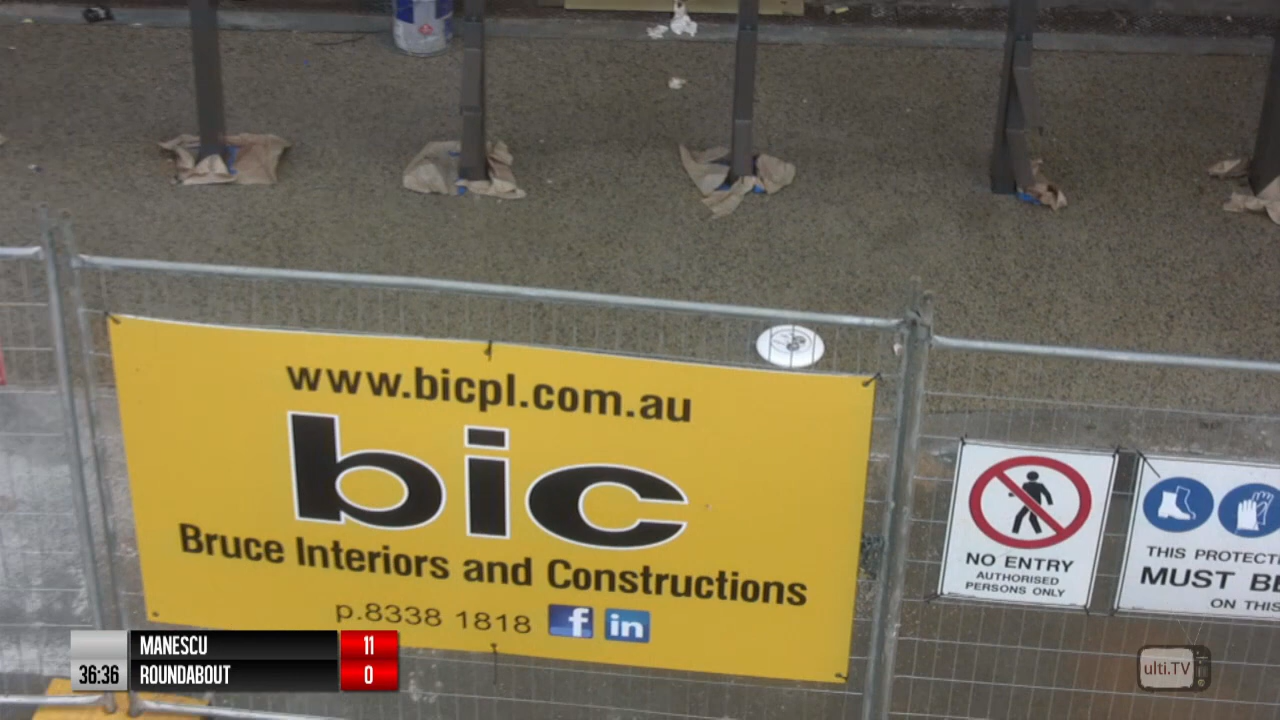 www.bicpl.com.au
bic
Bruce Interiors and Constructions
p.8338 1818 f in
NO ENTRY
AUTHORISED
PERSONS ONLY
THIS PROTECT
MUST BE
ON THIS
MANESCU 11
36:36 ROUNDABOUT 0
ulti.TV